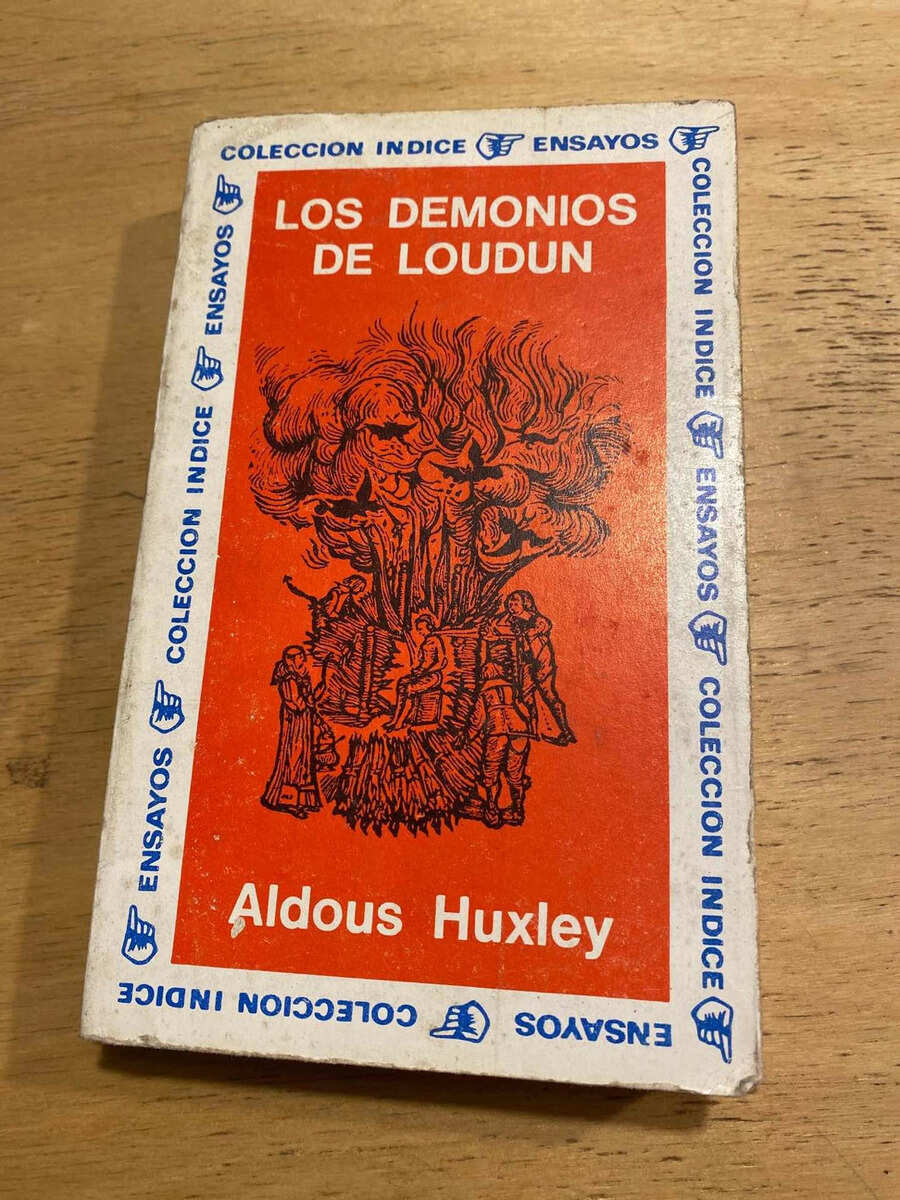 COLECCION INDICE ENSAYOS
COLECCION INDICE ENSAYOS COLECCION INDICE
ENSAYOS COLECCION INDICE
ENSAYOS COLECCION INDICE ENSAYOS
LOS DEMONIOS
DE LOUDUN
Aldous Huxley